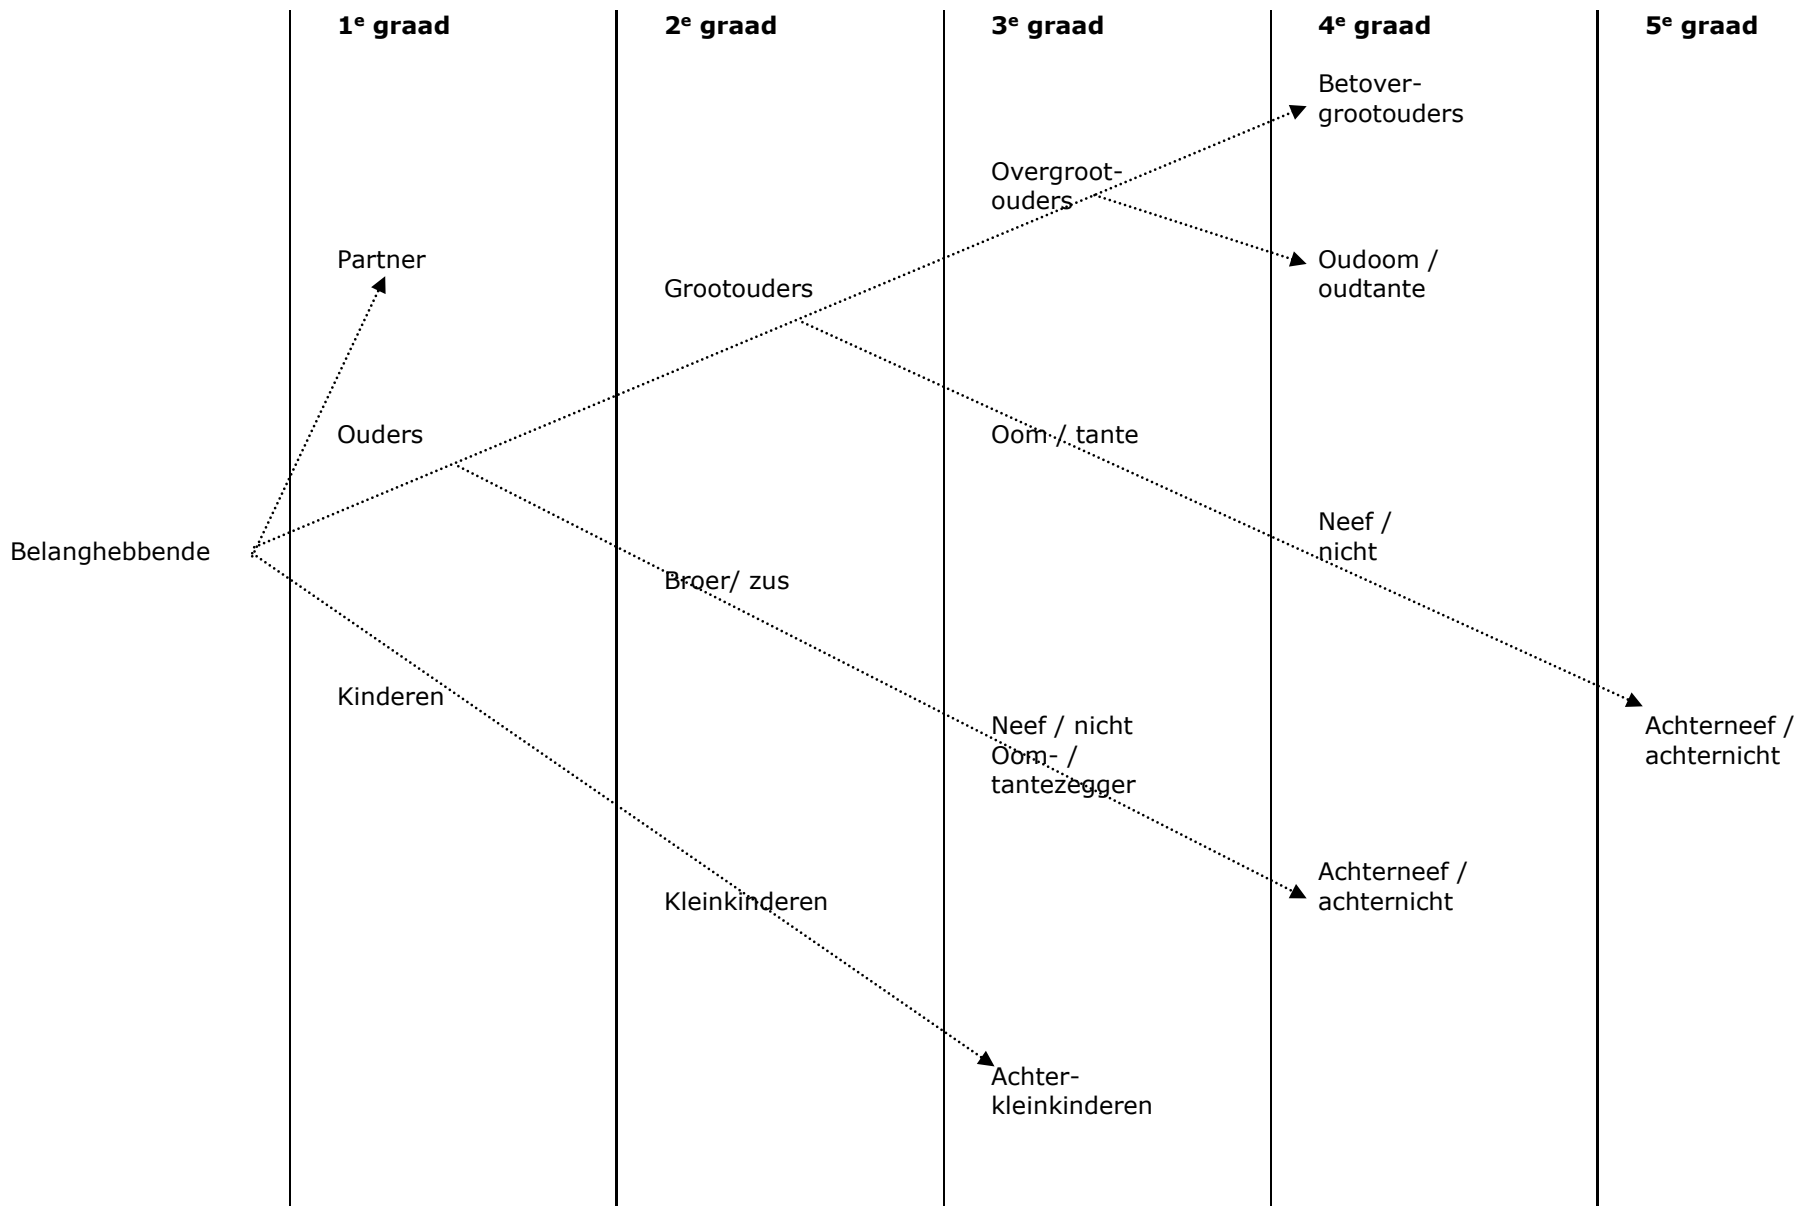 1e graad
2e graad
3e graad
4e graad
5e graad
Betover-
grootouders
Overgroot-
ouders
Partner
Oudoom /
oudtante
Grootouders
Ouders
Oom / tante
Neef /
nicht
Belanghebbende
Broer/ zus
Kinderen
Neef / nicht
Oom- /
tantezegger
Achterneef /
achternicht
Achterneef /
achternicht
Kleinkinderen
Achter-
kleinkinderen